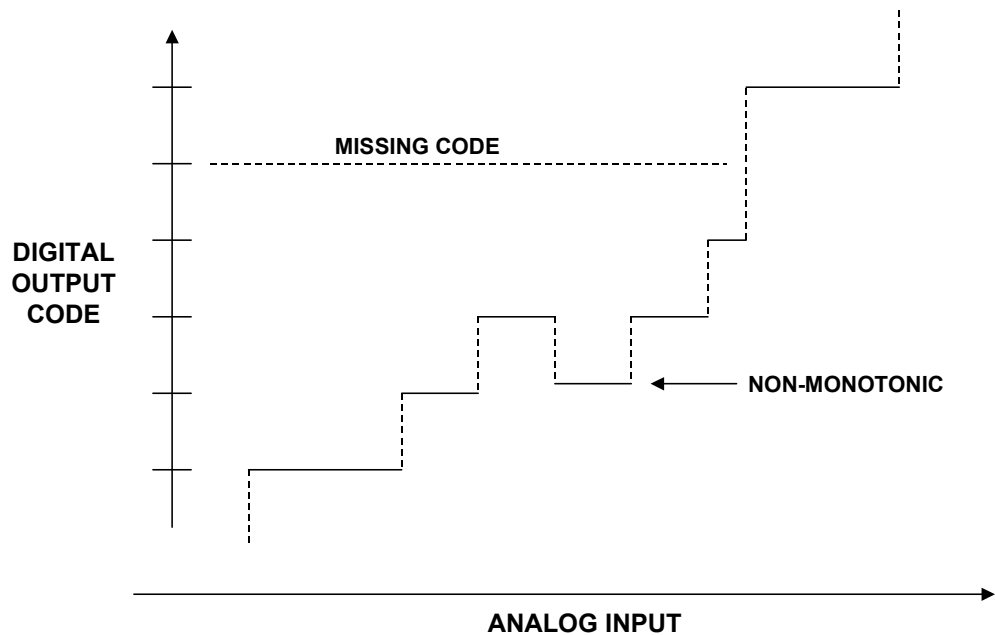 MISSING CODE
DIGITAL
OUTPUT
CODE
NON-MONOTONIC
ANALOG INPUT